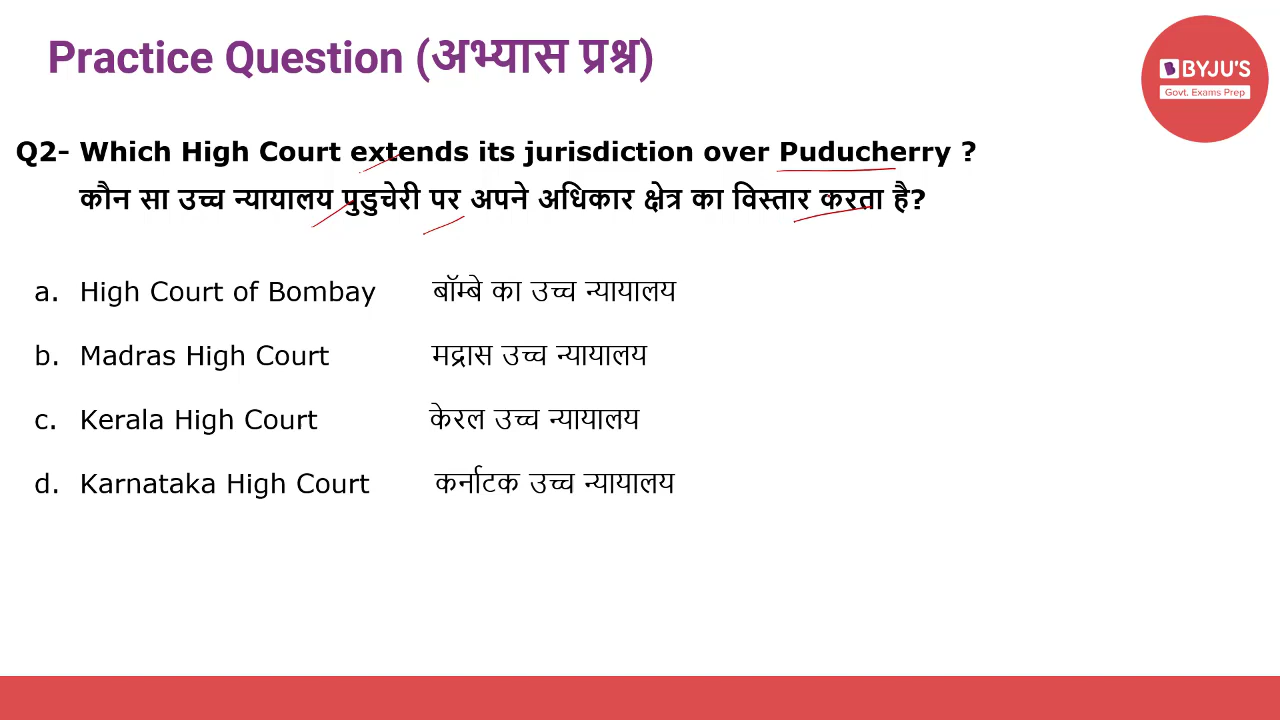 Practice Question (अभ्यास प्रश्न)
BYJU'S
Govt. Exams Prep
Q2- Which High Court extends its jurisdiction over Puducherry ?
कौन सा उच्च न्यायालय पुडुचेरी पर अपने अधिकार क्षेत्र का विस्तार करता है?
a. High Court of Bombay बॉम्बे का उच्च न्यायालय
b. Madras High Court मद्रास उच्च न्यायालय
c. Kerala High Court केरल उच्च न्यायालय
d. Karnataka High Court कर्नाटक उच्च न्यायालय